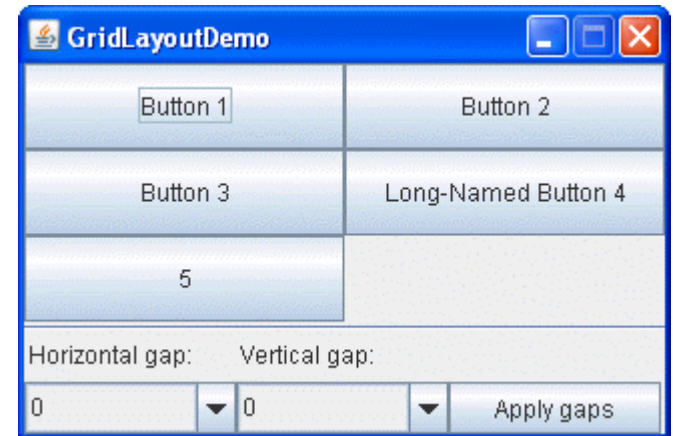 GridLayoutDemo
Button 1 Button 2
Button 3 Long-Named Button 4
5
Horizontal gap: Vertical gap:
0 0 Apply gaps